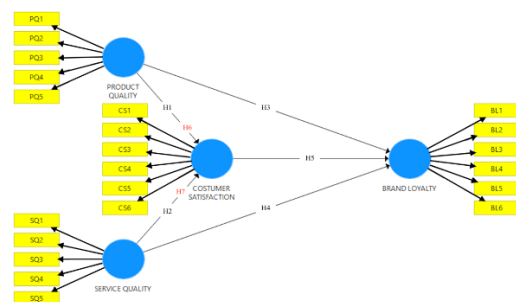 PQ1
PQ2
PQ3
PQ4
PQ5
PRODUCT
QUALITY
H1
H3
H6
CS1
CS2
CS3
CS4
CS5
CS6
COSTUMER
SATISFACTION
H5
BL1
BL2
BL3
BL4
BL5
BL6
BRAND LOYALTY
H7
H2
H4
SQ1
SQ2
SQ3
SQ4
SQ5
SERVICE QUALITY